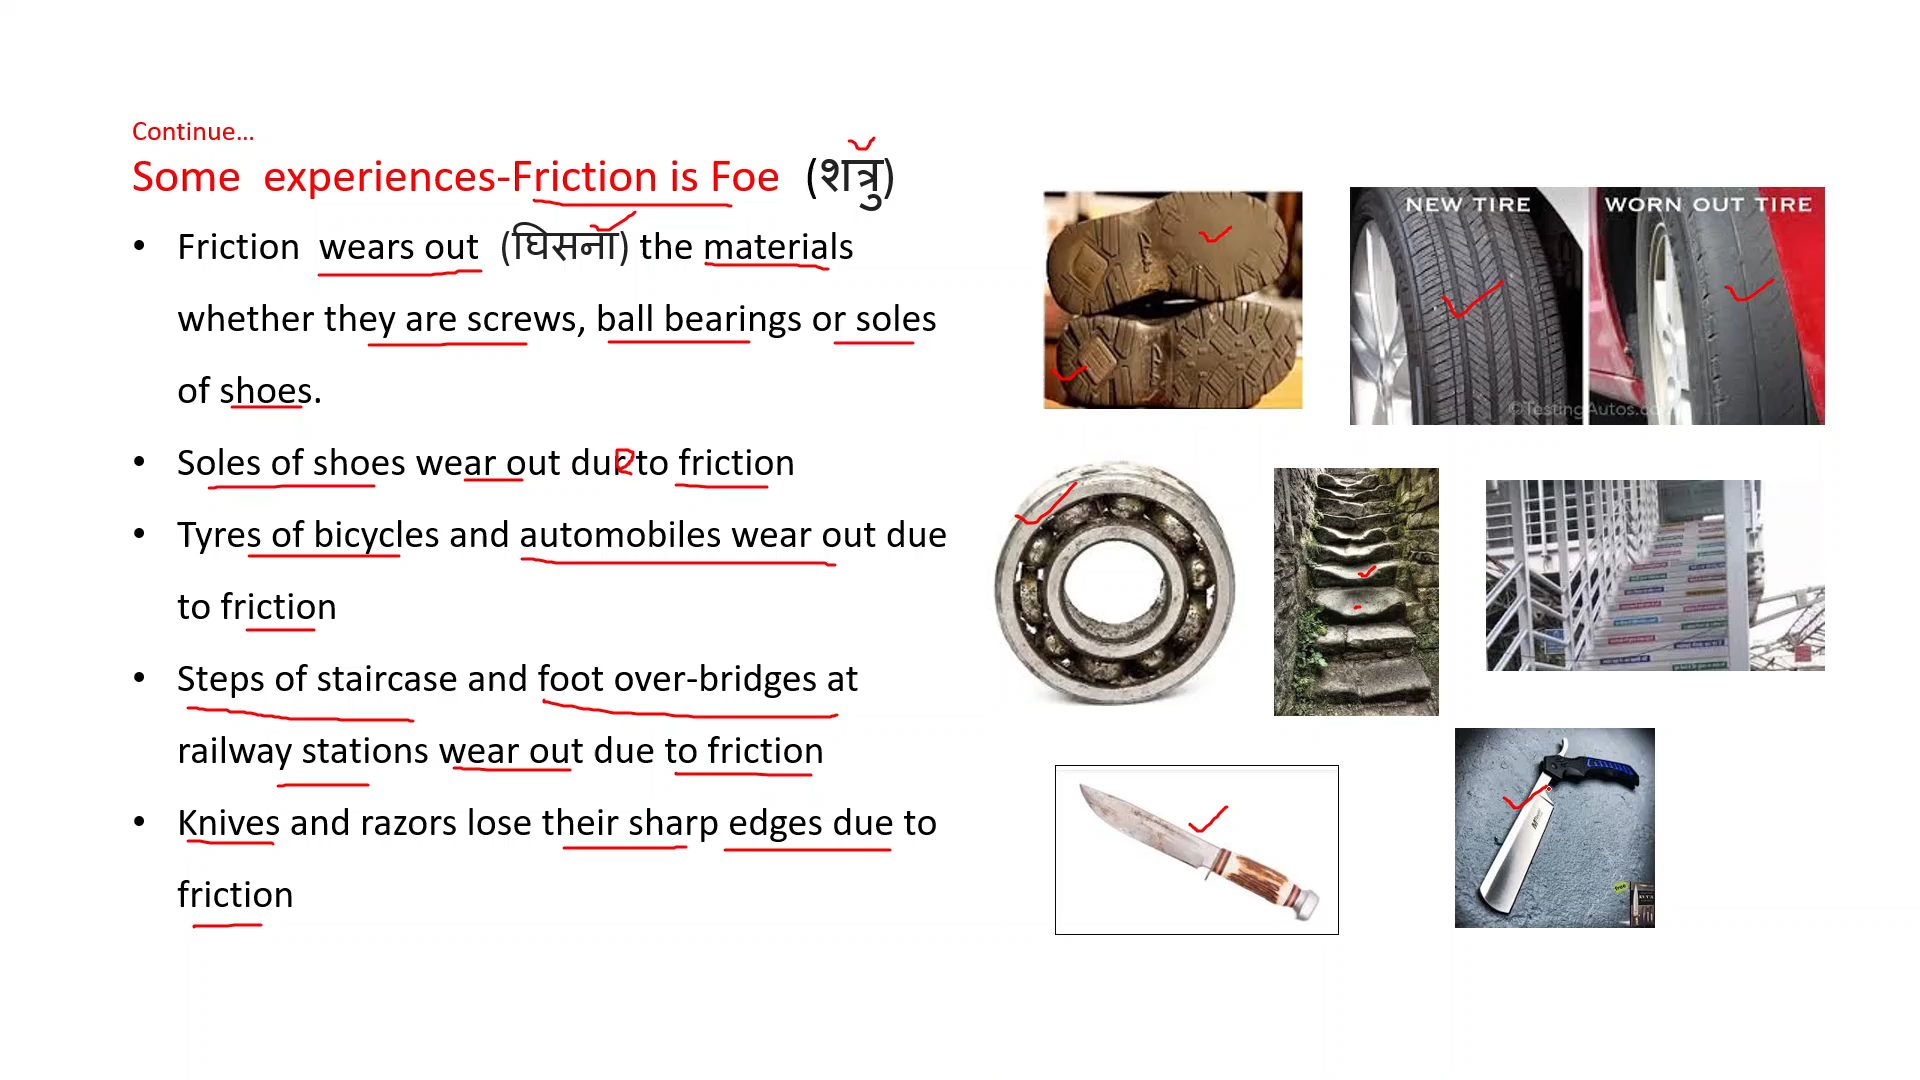 Continue...
Some experiences-Friction is Foe (शत्रु)
• Friction wears out (घिसना) the materials
whether they are screws, ball bearings or soles
of shoes.
• Soles of shoes wear out due to friction
• Tyres of bicycles and automobiles wear out due
to friction
• Steps of staircase and foot over-bridges at
railway stations wear out due to friction
• Knives and razors lose their sharp edges due to
friction
NEW TIRE
WORN OUT TIRE